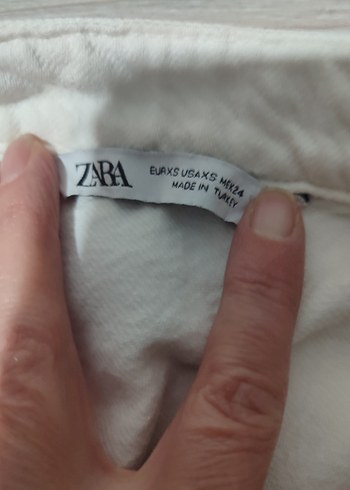 ZARA
EUR XS USA XS MEX 24
MADE IN TURKEY